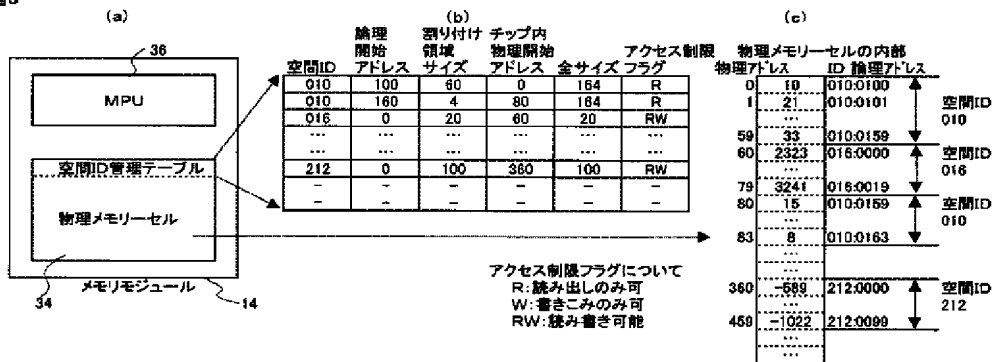 (a)
36
MPU
空間ID管理テーブル
物理メモリーセル
34
メモリモジュール
14
(b)
空間ID 論理開始アドレス 割り付け領域サイズ チップ内物理開始アドレス 全サイズ アクセス制限フラグ
010 100 60 0 164 R
010 160 4 80 164 R
016 0 20 60 20 RW
… … … … … …
… … … … … …
212 0 100 360 100 RW
− − − − − −
− − − − − −
アクセス制限フラグについて
R:読み出しのみ可
W:書きこみのみ可
RW:読み書き可能
(c)
物理メモリーセルの内部
物理アドレス ID 論理アドレス
0 10 010:0100
1 21 010:0101
…
59 33 010:0159
空間ID
010
60 2323 016:0000
…
79 3241 016:0019
空間ID
016
80 15 010:0159
…
83 8 010:0163
空間ID
010
…
…
360 -589 212:0000
…
459 -1022 212:0099
空間ID
212
…
…